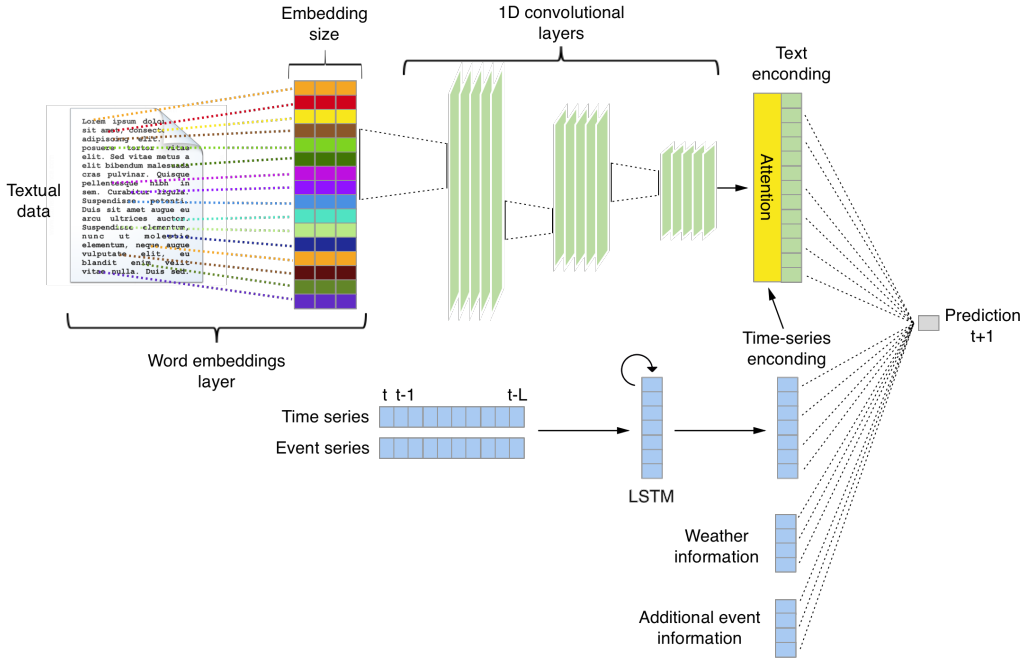 Embedding
size
1D convolutional
layers
Text
enconding
Textual
data
Lorem ipsum dolor
sit amet, consect
adipiscing elit.
posuere tortor vitae
elit. Sed vitae metus a
elit bibendum malesuada
cras pulvinar. Quisque
pellentesque nibh in
sem. Curabitur ligula.
Suspendisse potenti.
Duis sit amet augue eu
arcu ultrices auctor.
Suspendisse elementum,
nunc ut molestie
elementum, neque augue
vulputate elit, eu
blandit enim velit
vitae nulla. Duis sed
Attention
Word embeddings
layer
Time-series
enconding
Prediction
t+1
t t-1 t-L
Time series
Event series
LSTM
Weather
information
Additional event
information